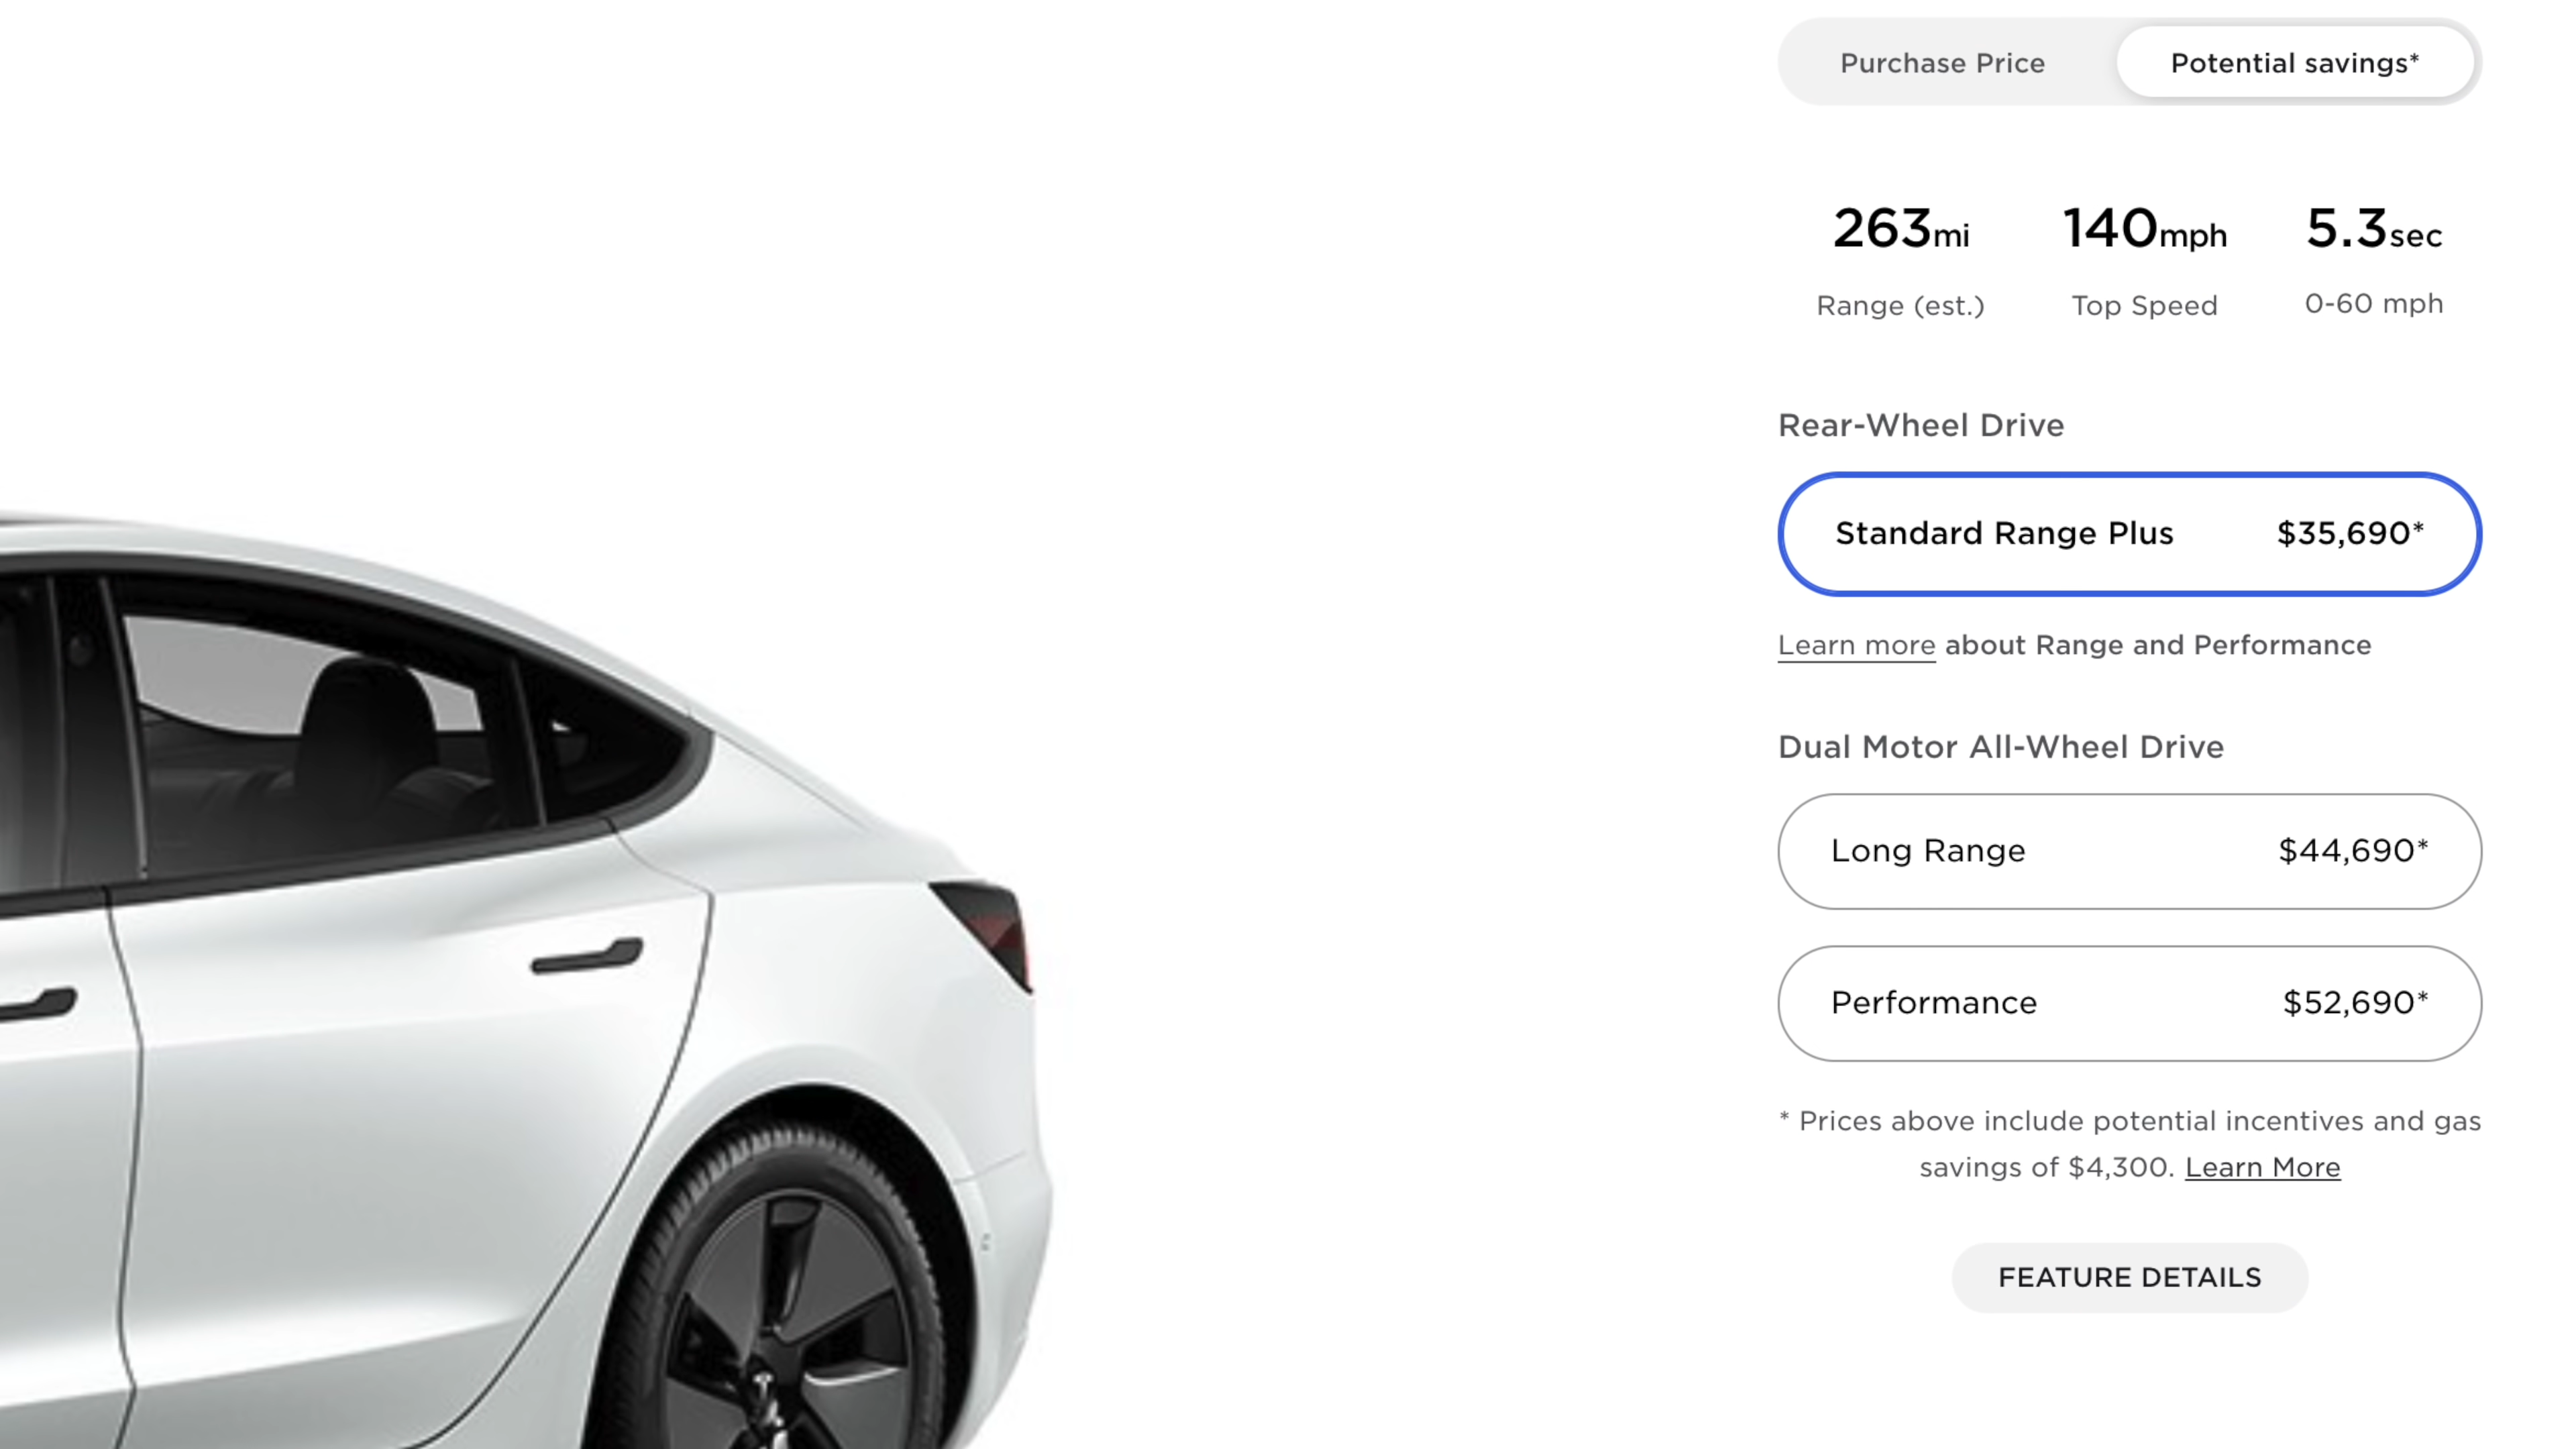 Purchase Price Potential savings*
263mi 140mph 5.3sec
Range (est.) Top Speed 0-60 mph
Rear-Wheel Drive
Standard Range Plus $35,690*
Learn more about Range and Performance
Dual Motor All-Wheel Drive
Long Range $44,690*
Performance $52,690*
* Prices above include potential incentives and gas
savings of $4,300. Learn More
FEATURE DETAILS